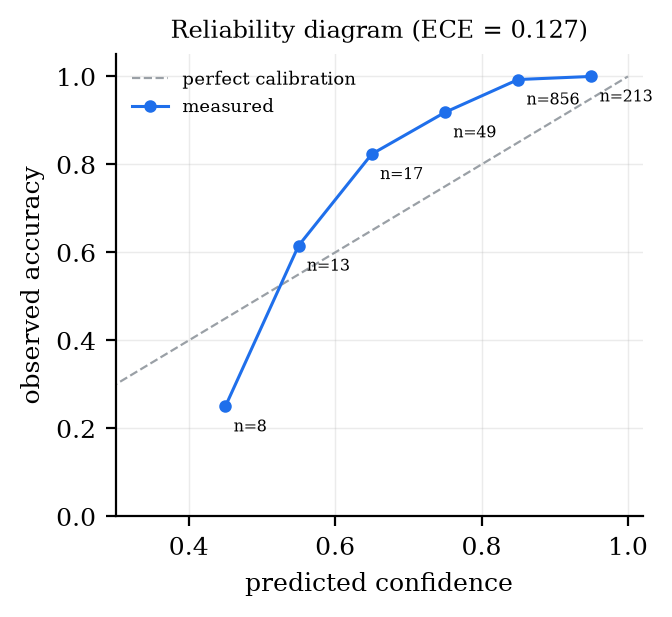 Reliability diagram (ECE = 0.127)
perfect calibration
measured
observed accuracy
1.0
0.8
0.6
0.4
0.2
0.0
n=8
n=13
n=17
n=49
n=856
n=213
0.4
0.6
0.8
1.0
predicted confidence